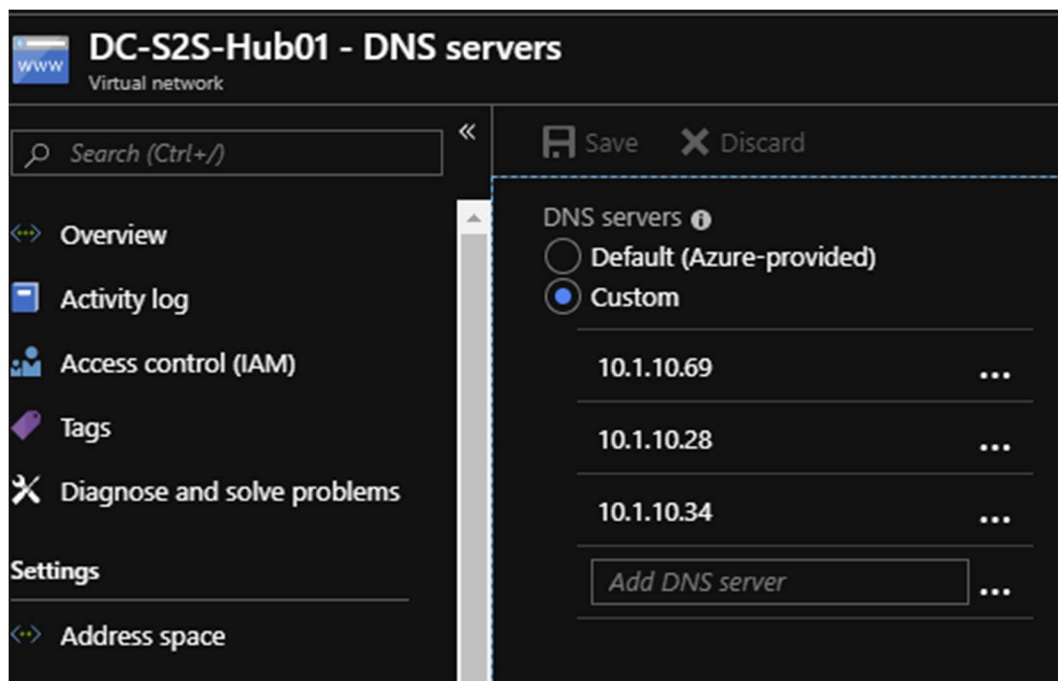 www
DC-S2S-Hub01 - DNS servers
Virtual network
Search (Ctrl+/)
«
Overview
Activity log
Access control (IAM)
Tags
Diagnose and solve problems
Settings
Address space
Save
Discard
DNS servers
Default (Azure-provided)
Custom
10.1.10.69
...
10.1.10.28
...
10.1.10.34
...
Add DNS server
...